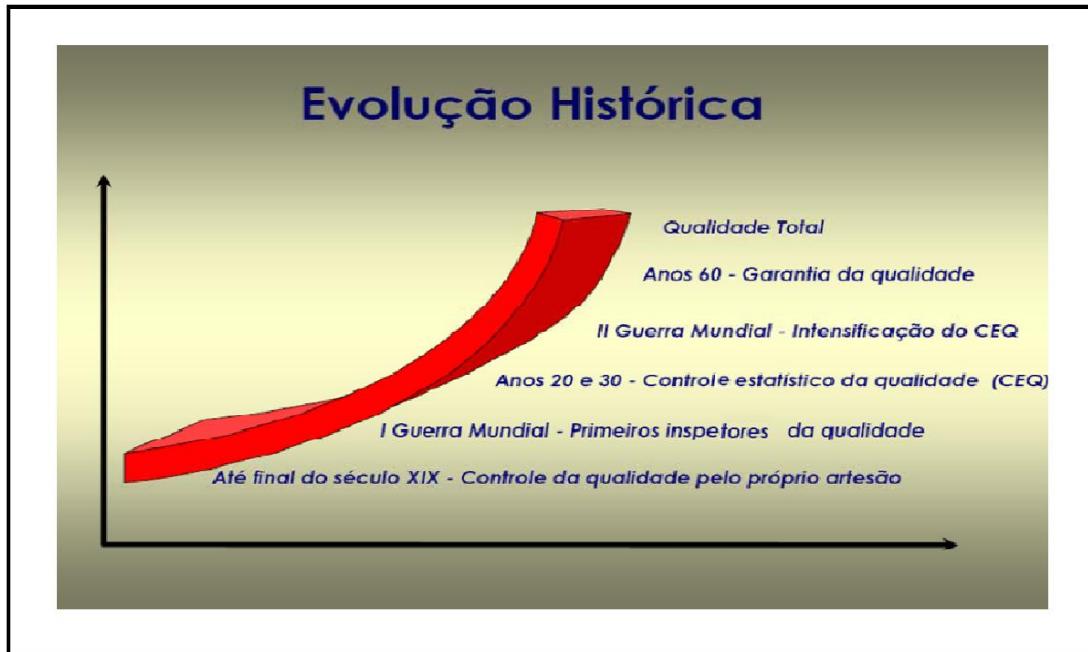 Evolução Histórica
Qualidade Total
Anos 60 - Garantia da qualidade
II Guerra Mundial - Intensificação do CEQ
Anos 20 e 30 - Controle estatístico da qualidade (CEQ)
I Guerra Mundial - Primeiros inspetores da qualidade
Até final do século XIX - Controle da qualidade pelo próprio artesão